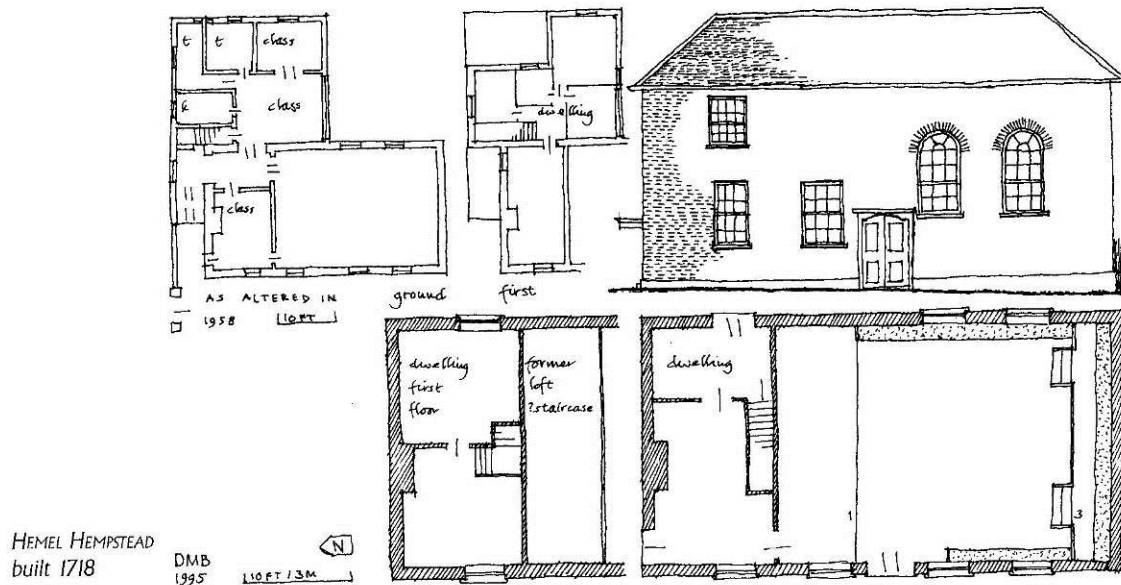 t
t
class
k
class
class
dwelling
AS ALTERED IN
1958
10FT
ground
first
dwelling
first
floor
former
loft
?staircase
dwelling
1
3
HEMEL HEMPSTEAD
built 1718
DMB
1995
10FT/3M
N